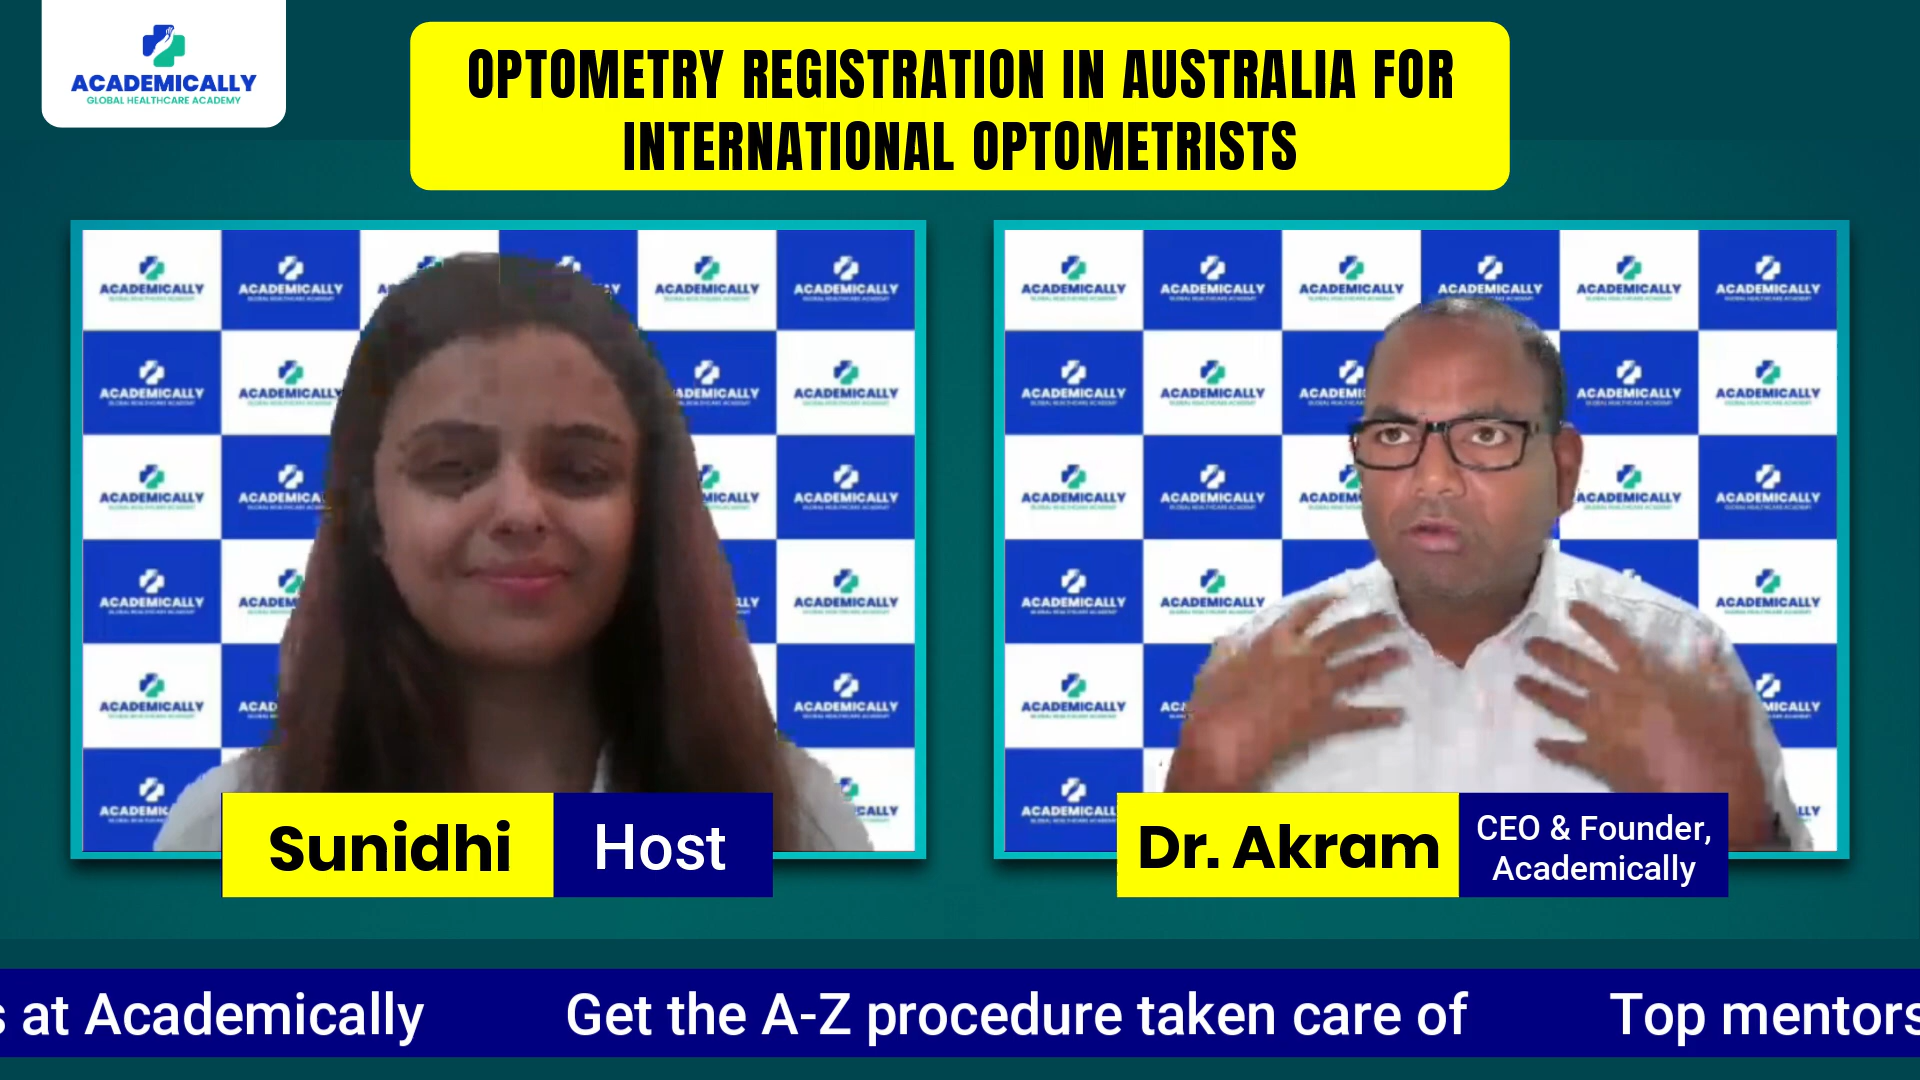 ACADEMICALLY
GLOBAL HEALTHCARE ACADEMY
OPTOMETRY REGISTRATION IN AUSTRALIA FOR
INTERNATIONAL OPTOMETRISTS
Sunidhi
Host
Dr. Akram
CEO & Founder,
Academically
at Academically Get the A-Z procedure taken care of Top mentors